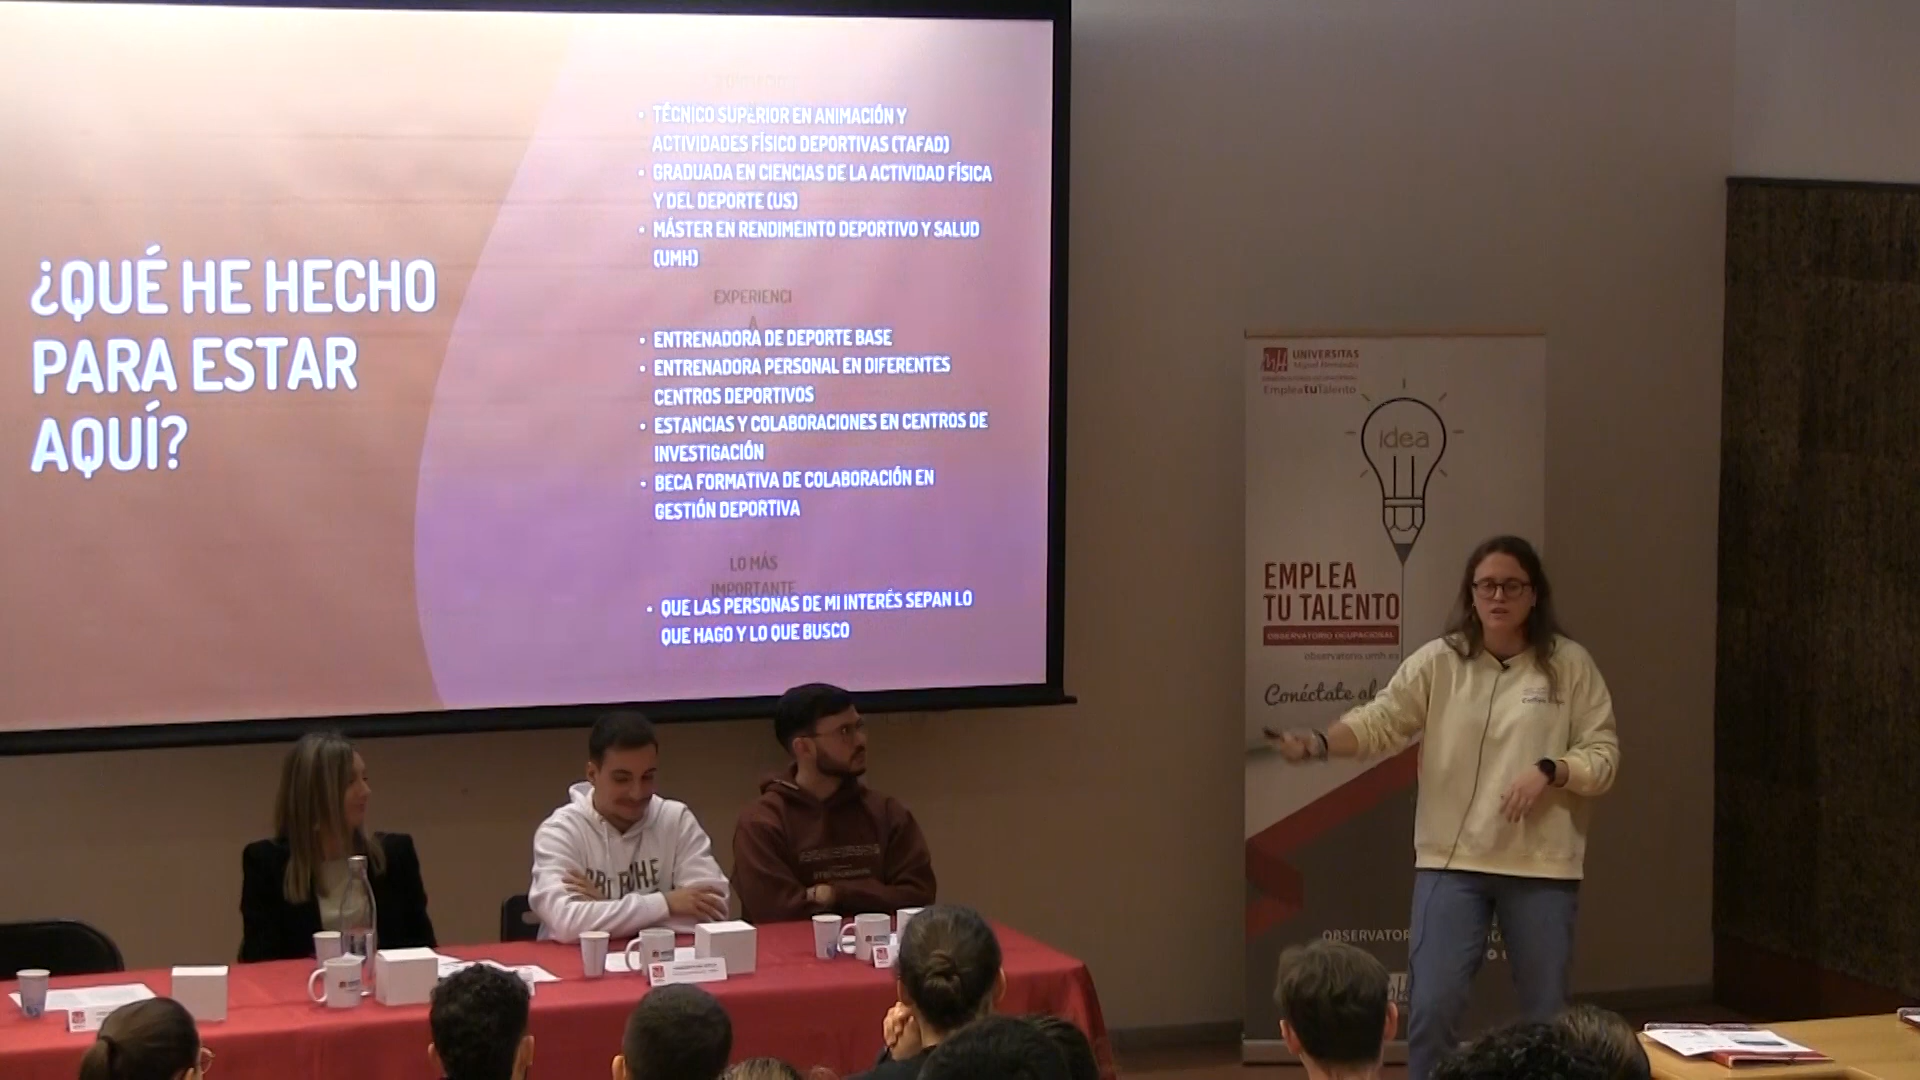 ¿QUÉ HE HECHO
PARA ESTAR
AQUÍ?
TÉCNICO SUPERIOR EN ANIMACIÓN Y
ACTIVIDADES FÍSICO DEPORTIVAS (TAFAD)
GRADUADA EN CIENCIAS DE LA ACTIVIDAD FÍSICA
Y DEL DEPORTE (US)
MÁSTER EN RENDIMEINTO DEPORTIVO Y SALUD
(UMH)
EXPERIENCI
A
ENTRENADORA DE DEPORTE BASE
ENTRENADORA PERSONAL EN DIFERENTES
CENTROS DEPORTIVOS
ESTANCIAS Y COLABORACIONES EN CENTROS DE
INVESTIGACIÓN
BECA FORMATIVA DE COLABORACIÓN EN
GESTIÓN DEPORTIVA
LO MÁS
IMPORTANTE
QUE LAS PERSONAS DE MI INTERÉS SEPAN LO
QUE HAGO Y LO QUE BUSCO
UNIVERSITAS
Miguel Hernández
EmpleaTuTalento
idea
EMPLEA
TU TALENTO
OBSERVATORIO OCUPACIONAL
observatorio.umh.es
Conéctate al
OBSERVATOR